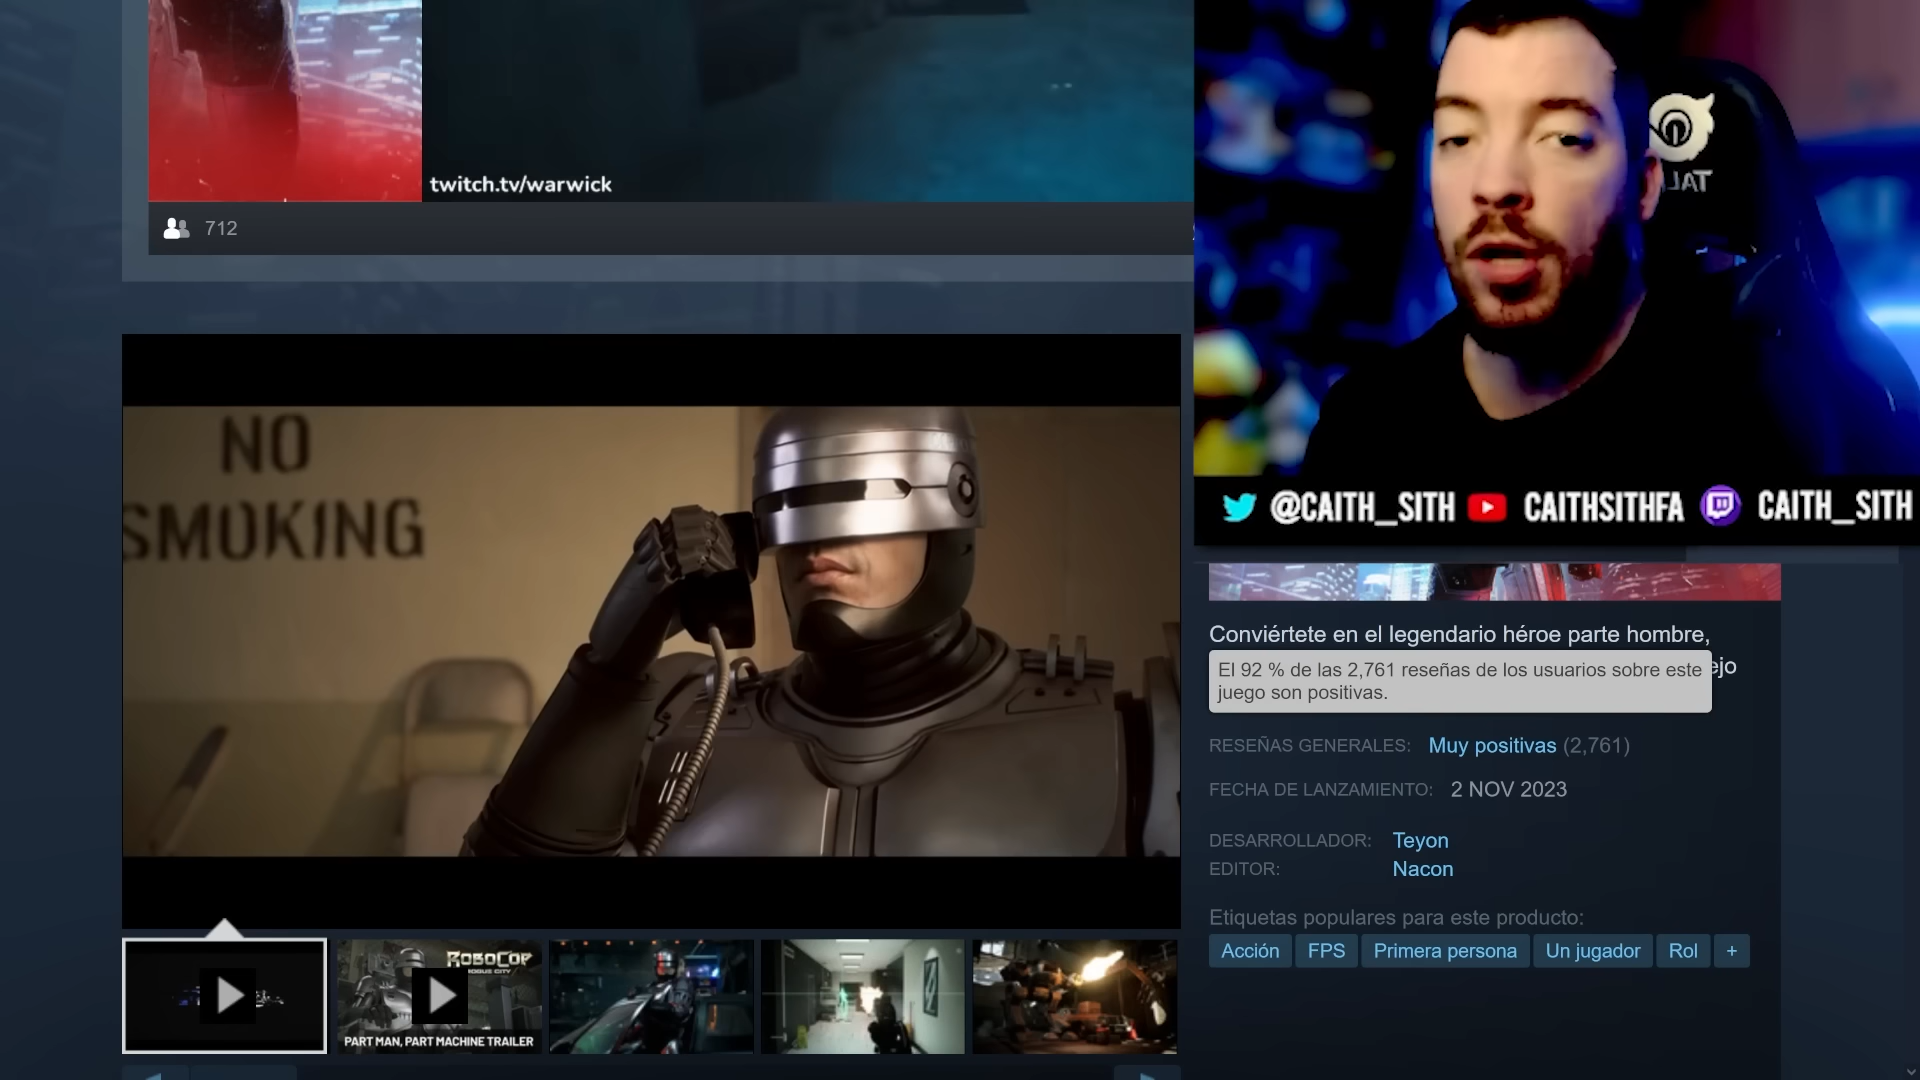 twitch.tv/warwick
712
NO
SMOKING
@CAITH_SITH
CAITHSITHFA
CAITH_SITH
Conviértete en el legendario héroe parte hombre,
ejo
El 92 % de las 2,761 reseñas de los usuarios sobre este
juego son positivas.
RESEÑAS GENERALES: Muy positivas (2,761)
FECHA DE LANZAMIENTO: 2 NOV 2023
DESARROLLADOR: Teyon
EDITOR: Nacon
Etiquetas populares para este producto:
Acción FPS Primera persona Un jugador Rol +
ROBOCOP
ROGUE CITY
PART MAN, PART MACHINE TRAILER